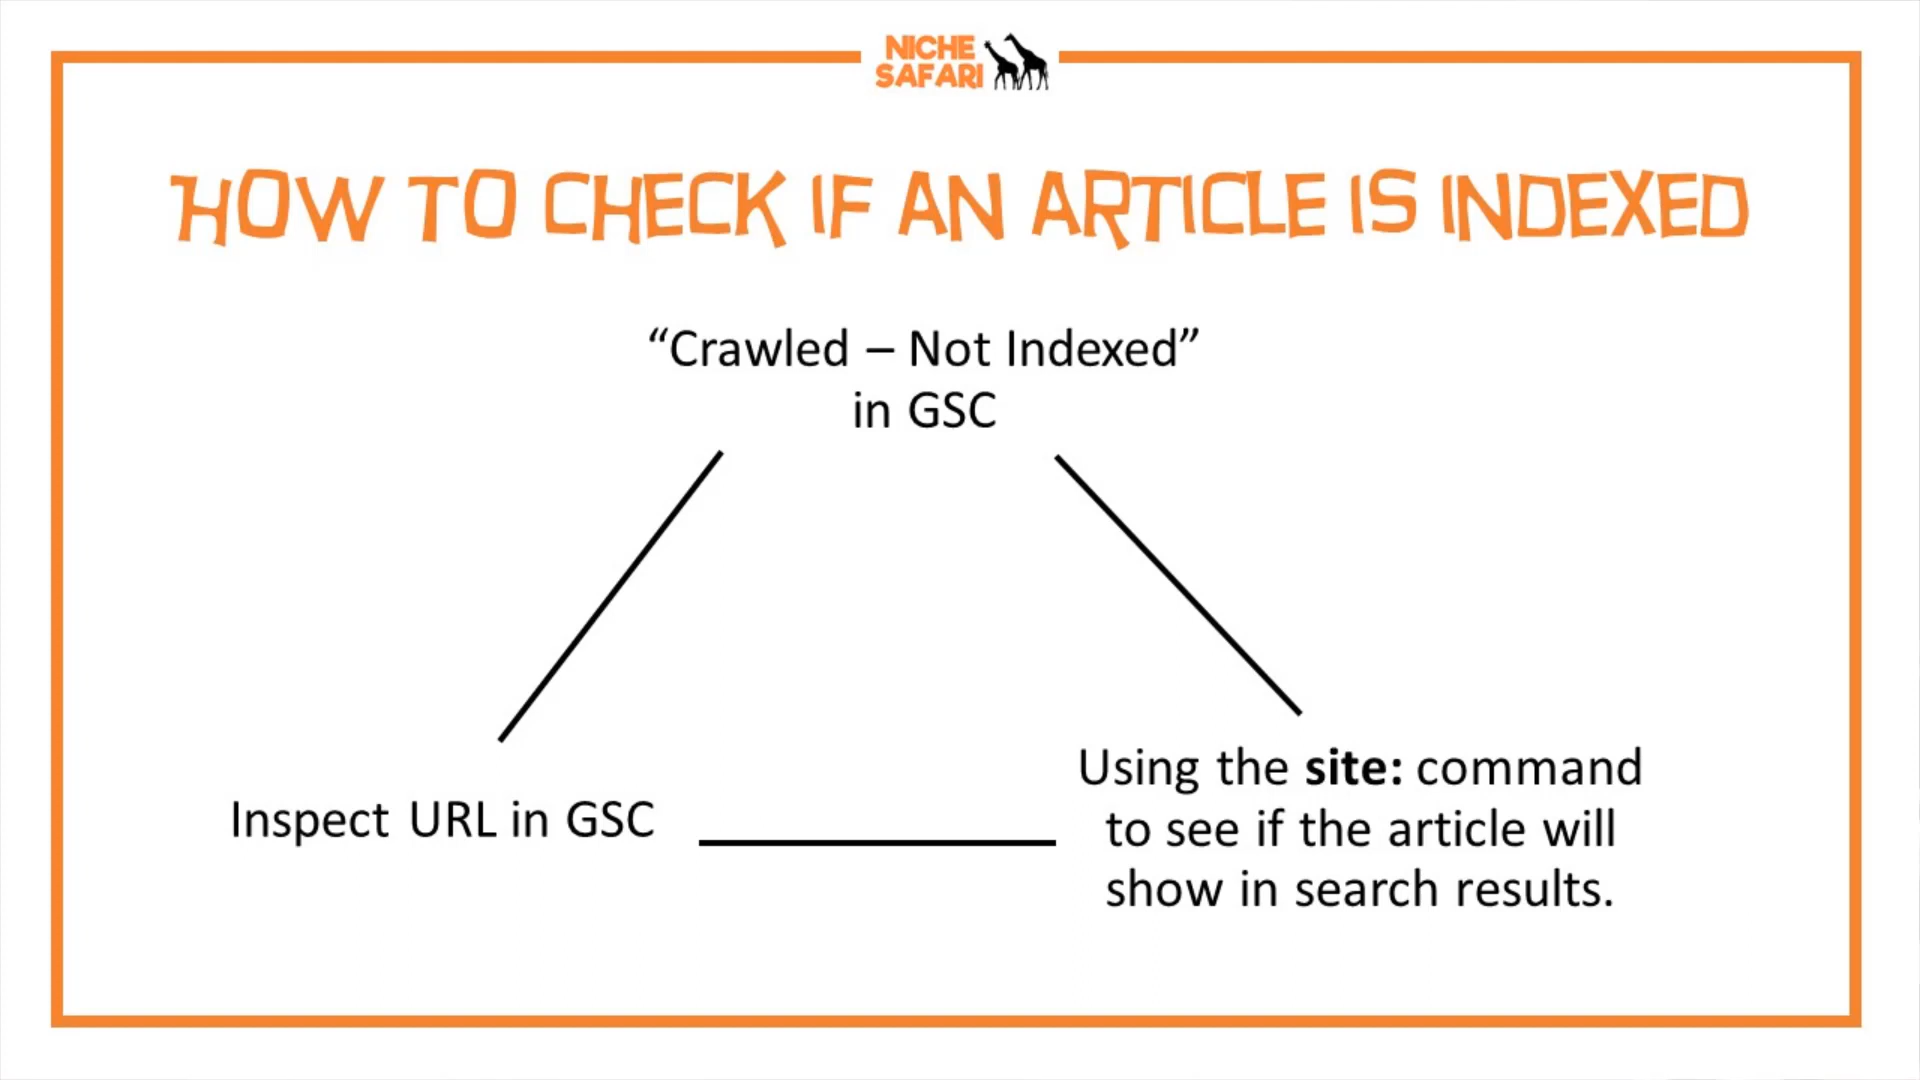 NICHE
SAFARI
HOW TO CHECK IF AN ARTICLE IS INDEXED
“Crawled – Not Indexed”
in GSC
Inspect URL in GSC
Using the site: command
to see if the article will
show in search results.